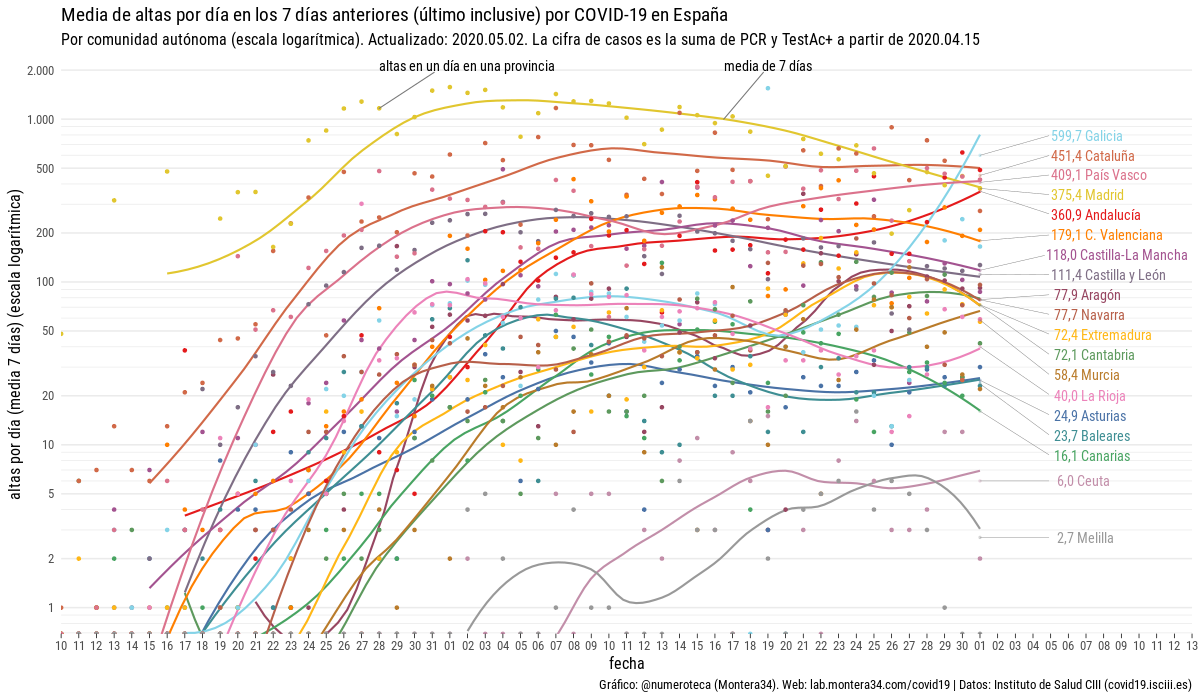 Media de altas por día en los 7 días anteriores (último inclusive) por COVID-19 en España
Por comunidad autónoma (escala logarítmica). Actualizado: 2020.05.02. La cifra de casos es la suma de PCR y TestAc+ a partir de 2020.04.15
altas en un día en una provincia
media de 7 días
altas por día (media 7 días) (escala logarítmica)
2.000
1.000
500
200
100
50
20
10
5
2
1
599,7 Galicia
451,4 Cataluña
409,1 País Vasco
375,4 Madrid
360,9 Andalucía
179,1 C. Valenciana
118,0 Castilla-La Mancha
111,4 Castilla y León
77,9 Aragón
77,7 Navarra
72,4 Extremadura
72,1 Cantabria
58,4 Murcia
40,0 La Rioja
24,9 Asturias
23,7 Baleares
16,1 Canarias
6,0 Ceuta
2,7 Melilla
10 11 12 13 14 15 16 17 18 19 20 21 22 23 24 25 26 27 28 29 30 31 01 02 03 04 05 06 07 08 09 10 11 12 13 14 15 16 17 18 19 20 21 22 23 24 25 26 27 28 29 30 01 02 03 04 05 06 07 08 09 10 11 12 13
fecha
Gráfico: @numeroteca (Montera34). Web: lab.montera34.com/covid19 | Datos: Instituto de Salud CIII (covid19.isciii.es)